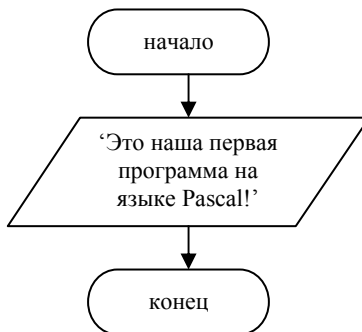 начало
‘Это наша первая
программа на
языке Pascal!’
конец